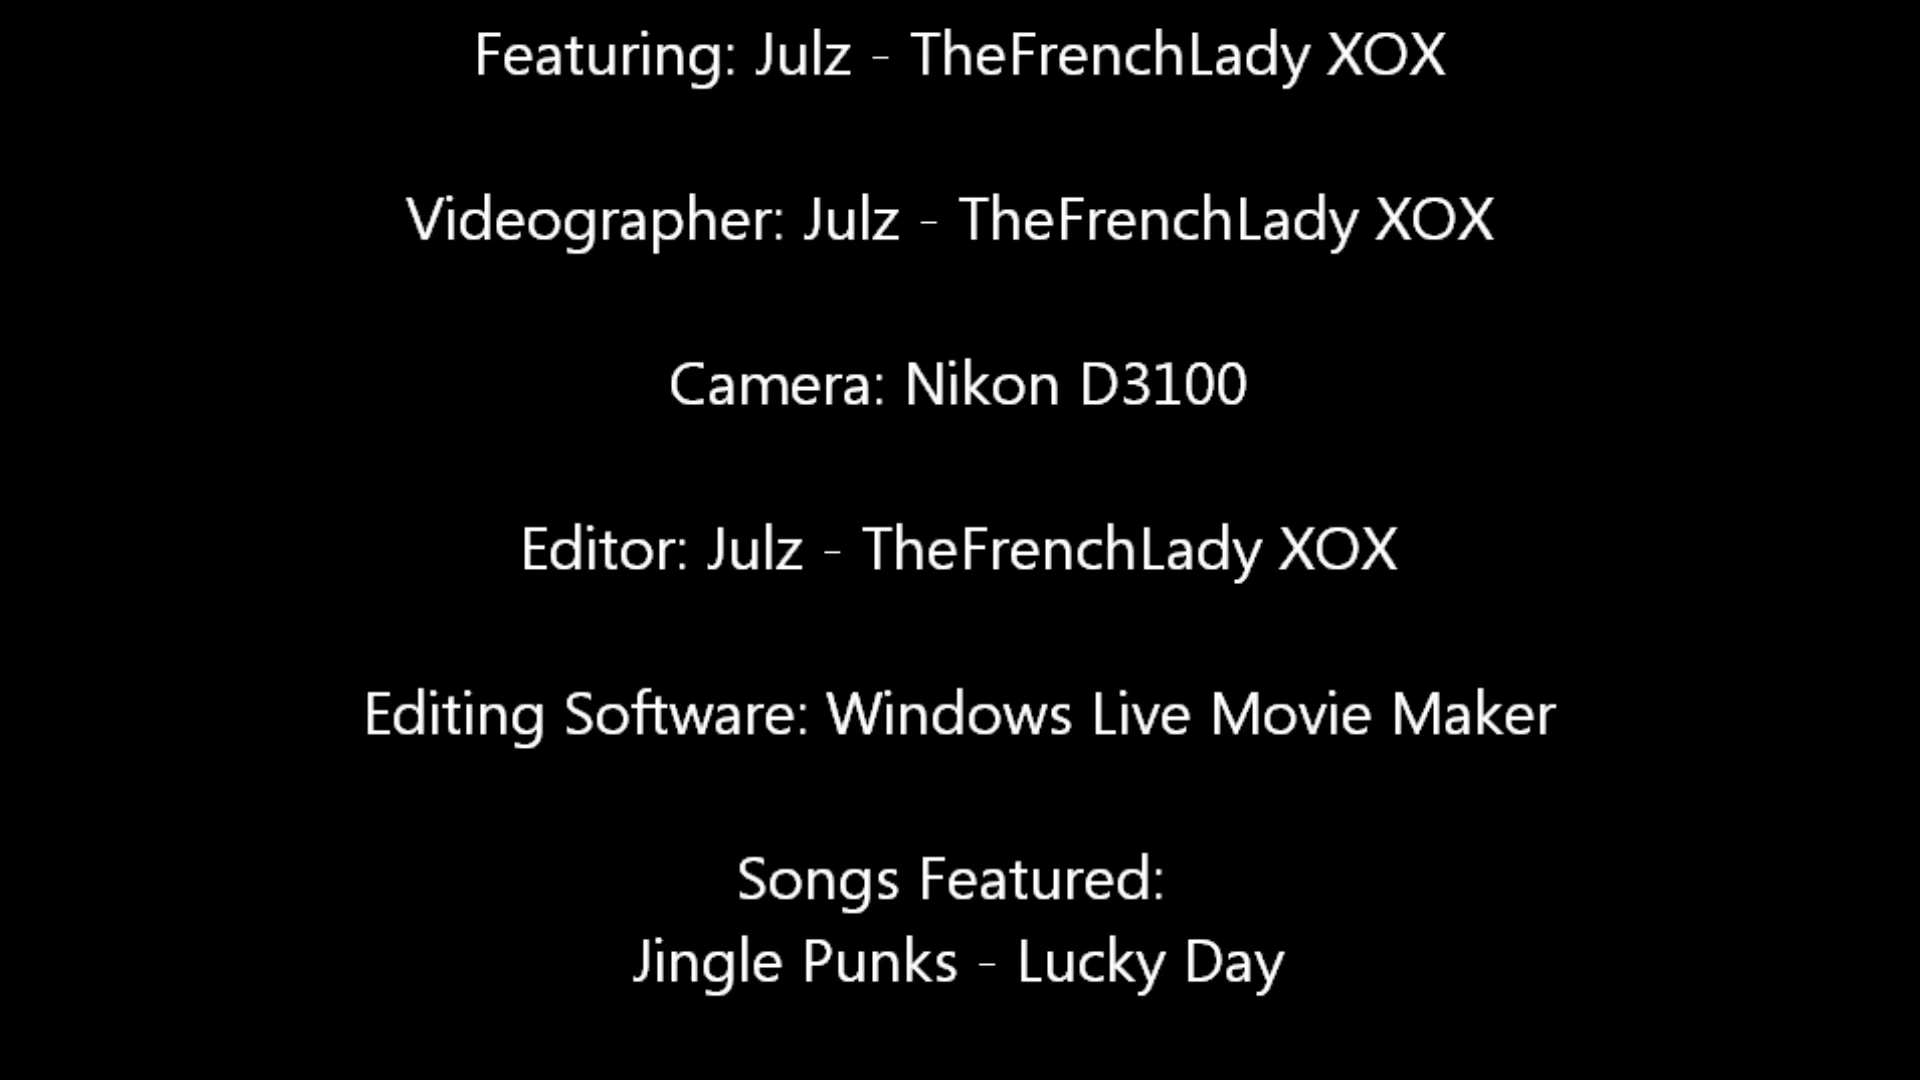 Featuring: Julz - TheFrenchLady XOX
Videographer: Julz - TheFrenchLady XOX
Camera: Nikon D3100
Editor: Julz - TheFrenchLady XOX
Editing Software: Windows Live Movie Maker
Songs Featured:
Jingle Punks - Lucky Day